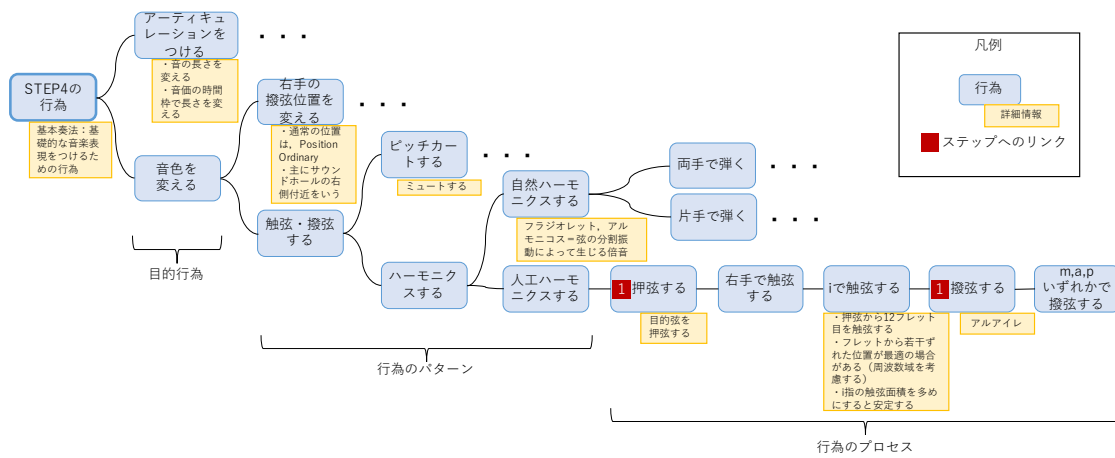 アーティキュ
レーションを
つける
・・・
・音の長さを
変える
・音価の時間
枠で長さを変
える
STEP4の
行為
基本奏法：基
礎的な音楽表
現をつけるた
めの行為
音色を
変える
目的行為
右手の
撥弦位置を
変える
・・・
・通常の位置
は，Position
Ordinary
・主にサウン
ドホールの右
側付近をいう
触弦・撥弦
する
ピッチカー
トする
・・・
ミュートする
ハーモニ
クスする
自然ハーモ
ニクスする
フラジオレット，アル
モニコス＝弦の分割振
動によって生じる倍音
両手で弾く
・・・
片手で弾く
・・・
人工ハーモ
ニクスする
行為のパターン
1 押弦する
目的弦を
押弦する
右手で触弦
する
iで触弦する
・押弦から12フレット
目を触弦する
・フレットから若干ず
れた位置が最適の場合
がある（周波数域を考
慮する）
・i指の触弦面積を多め
にすると安定する
1 撥弦する
アルアイレ
m,a,p
いずれかで
撥弦する
行為のプロセス
凡例
行為
詳細情報
ステップへのリンク